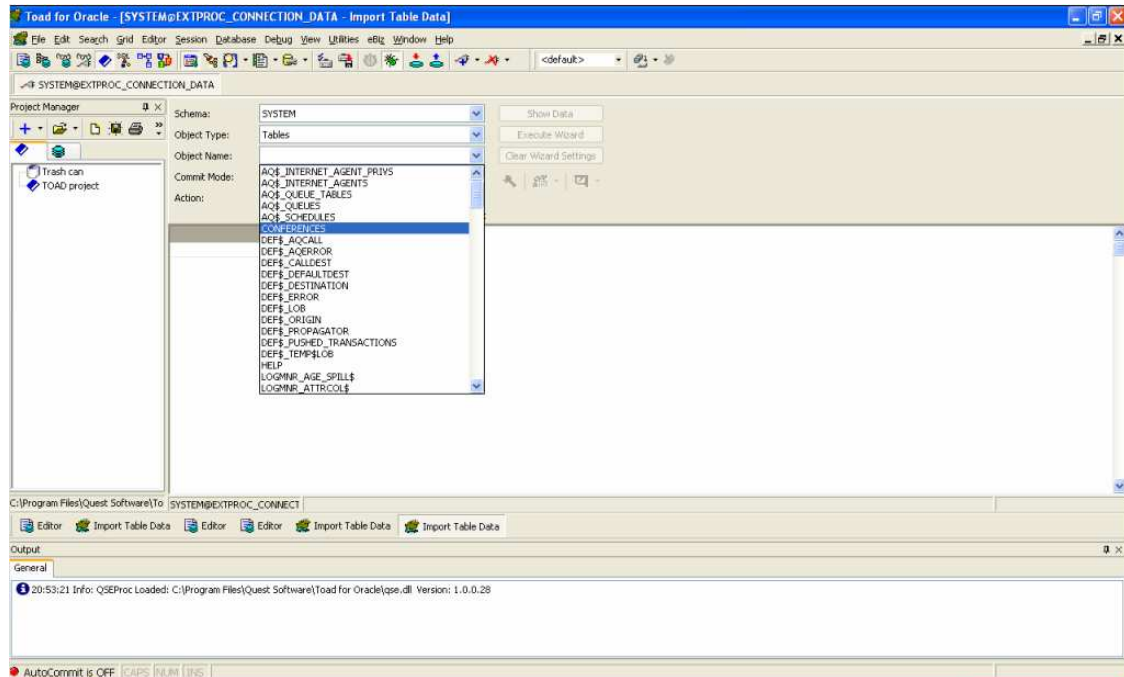 Toad for Oracle - [SYSTEM@EXTPROC_CONNECTION_DATA - Import Table Data]
File Edit Search Grid Editor Session Database Debug View Utilities eBiz Window Help
<default>
SYSTEM@EXTPROC_CONNECTION_DATA
Project Manager
Trash can
TOAD project
Schema: SYSTEM Show Data
Object Type: Tables Execute Wizard
Object Name: Clear Wizard Settings
Commit Mode:
Action:
AQ$_INTERNET_AGENT_PRIVS
AQ$_INTERNET_AGENTS
AQ$_QUEUE_TABLES
AQ$_QUEUES
AQ$_SCHEDULES
CONFERENCES
DEF$_AQCALL
DEF$_AQERROR
DEF$_CALLDEST
DEF$_DEFAULTDEST
DEF$_DESTINATION
DEF$_ERROR
DEF$_LOB
DEF$_ORIGIN
DEF$_PROPAGATOR
DEF$_PUSHED_TRANSACTIONS
DEF$_TEMP$LOB
HELP
LOGMNR_AGE_SPILL$
LOGMNR_ATTRCOL$
C:\Program Files\Quest Software\To SYSTEM@EXTPROC_CONNECT
Editor Import Table Data Editor Editor Import Table Data Import Table Data
Output
General
20:53:21 Info: QSEProc Loaded: C:\Program Files\Quest Software\Toad for Oracle\qse.dll Version: 1.0.0.28
AutoCommit is OFF CAPS NUM INS